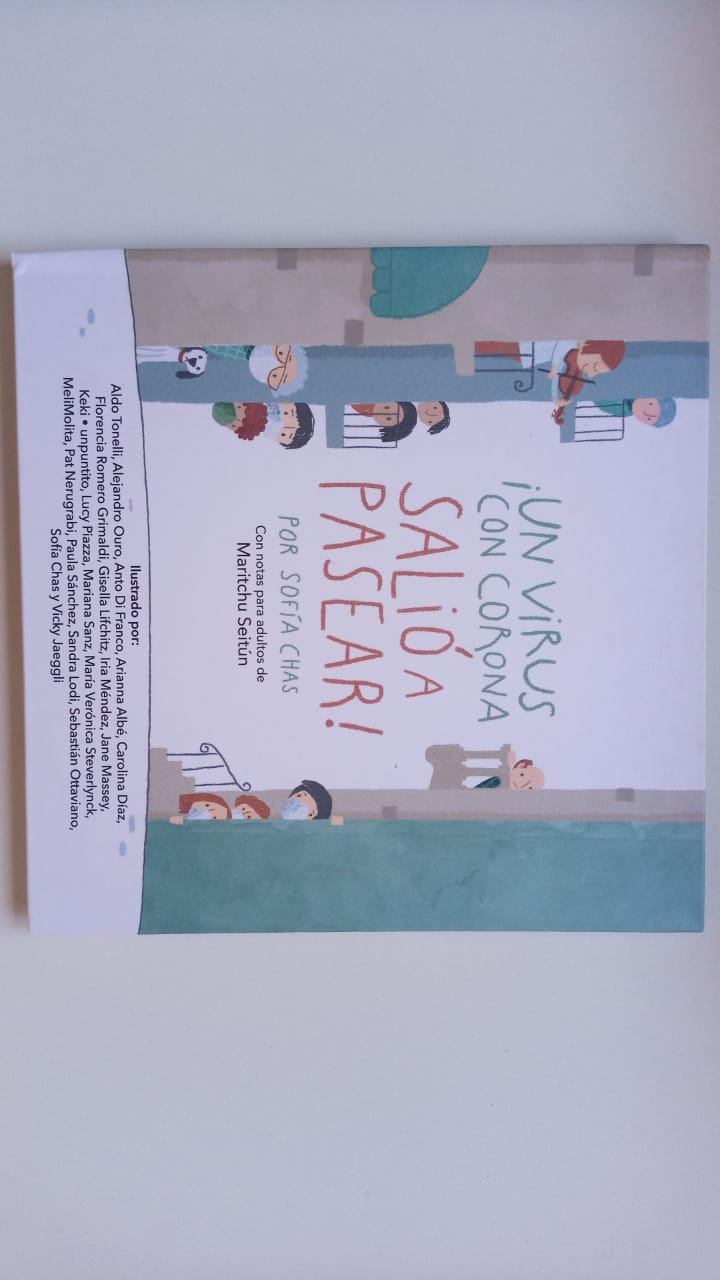 ¡UN VIRUS
CON CORONA
SALIÓ A
PASEAR!
POR SOFÍA CHAS
Con notas para adultos de
Maritchu Seitún
Ilustrado por:
Aldo Tonelli, Alejandro Ouro, Anto Di Franco, Arianna Albé, Carolina Díaz,
Florencia Romero Grimaldi, Gisella Lifchitz, Iria Méndez, Jane Massey,
Keki • unpuntito, Lucy Piazza, Mariana Sanz, María Verónica Steverlynck,
MeliMolita, Pat Nerugrabi, Paula Sánchez, Sandra Lodi, Sebastián Ottaviano,
Sofía Chas y Vicky Jaeggli